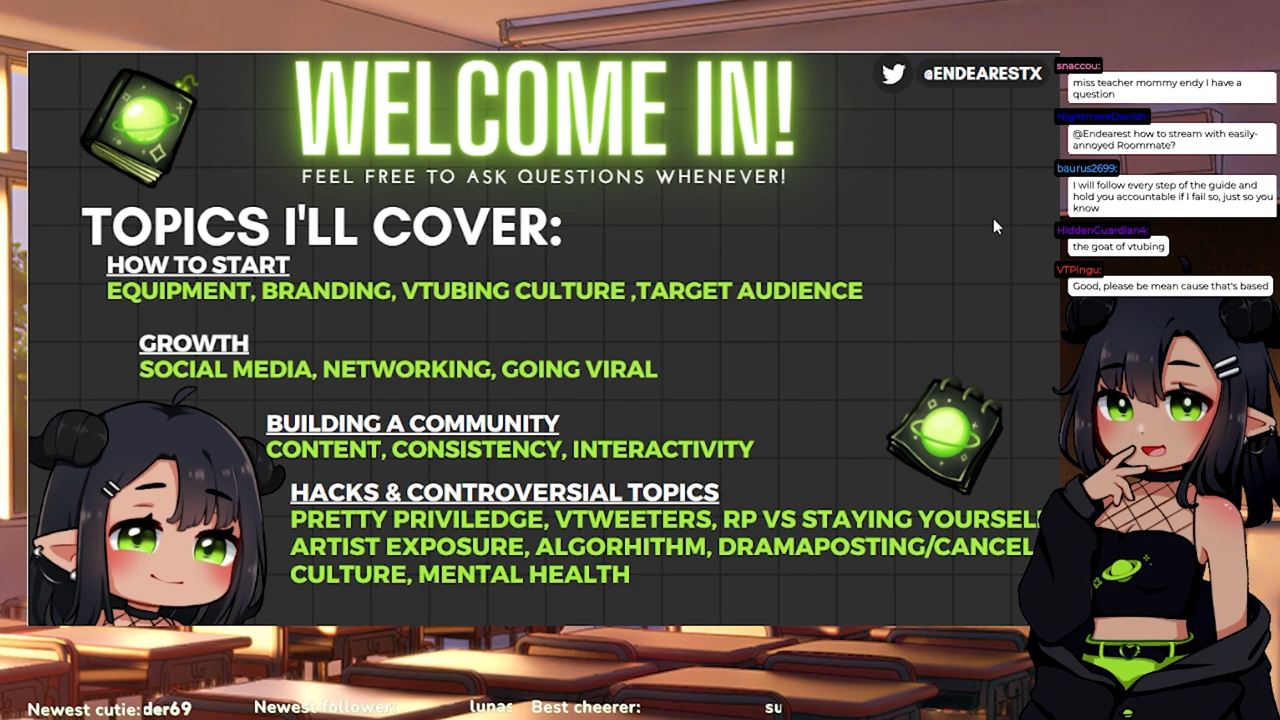 WELCOME IN!
@ENDEARESTX
FEEL FREE TO ASK QUESTIONS WHENEVER!
TOPICS I'LL COVER:
HOW TO START
EQUIPMENT, BRANDING, VTUBING CULTURE ,TARGET AUDIENCE
GROWTH
SOCIAL MEDIA, NETWORKING, GOING VIRAL
BUILDING A COMMUNITY
CONTENT, CONSISTENCY, INTERACTIVITY
HACKS & CONTROVERSIAL TOPICS
PRETTY PRIVILEDGE, VTWEETERS, RP VS STAYING YOURSELF
ARTIST EXPOSURE, ALGORHITHM, DRAMAPOSTING/CANCEL
CULTURE, MENTAL HEALTH
snaccou:
miss teacher mommy endy I have a
question
NightsmoreDanish:
@Endearest how to stream with easily-
annoyed Roommate?
baurus2699:
I will follow every step of the guide and
hold you accountable if I fail so, just so you
know
HiddenGuardian4:
the goat of vtubing
VTPingu:
Good, please be mean cause that's based
Newest cutie: der69
Newest follower:
lunas
Best cheerer:
su